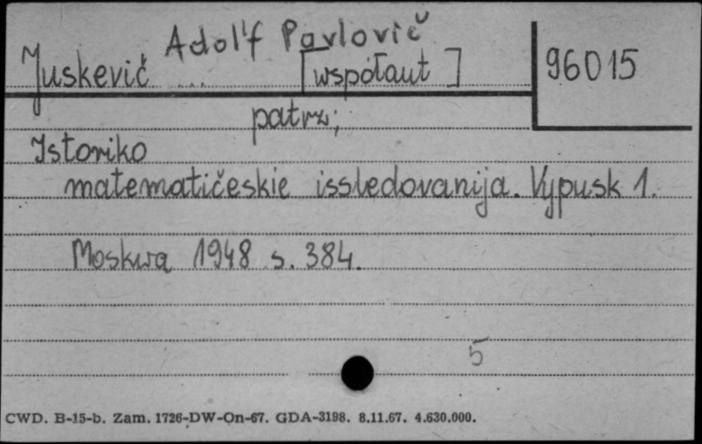 Adol'f Pavlovič
Juskevič ... [wspołaut]
96015
patrz;
Istoriko
matematičeskie issledovanija. Vypusk 1.
Moskwa 1948 s. 384.
5
CWD. B-15-b. Zam. 1726-DW-On-67. GDA-3198. 8.11.67. 4.630.000.